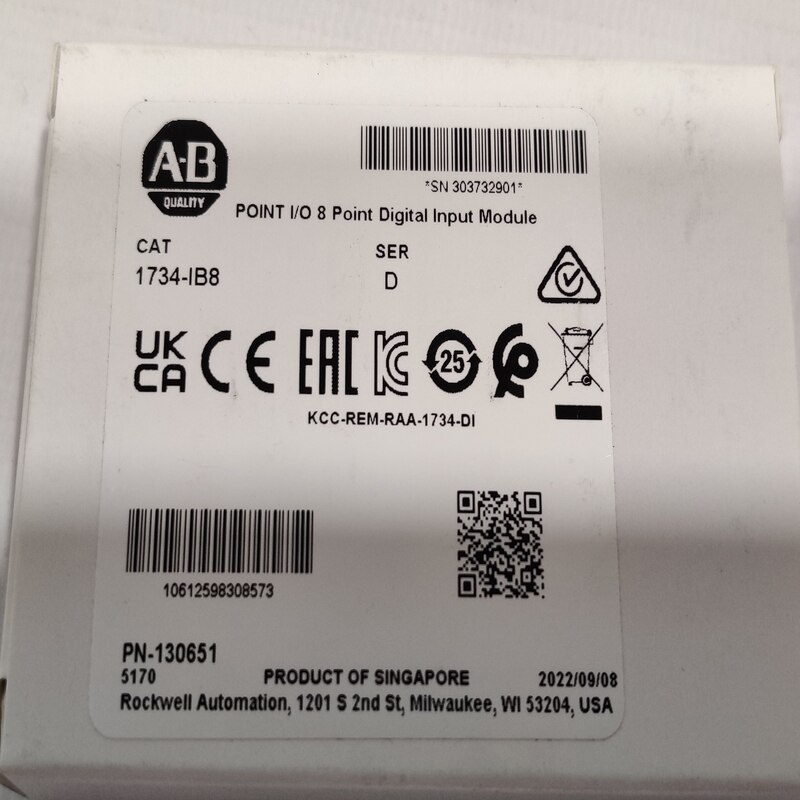 A-B
QUALITY
*SN 303732901*
POINT I/O 8 Point Digital Input Module
CAT
SER
1734-IB8
D
UK
CA
CE
EAC
KC
25
KCC-REM-RAA-1734-DI
10612598308573
PN-130651
5170
PRODUCT OF SINGAPORE
2022/09/08
Rockwell Automation, 1201 S 2nd St, Milwaukee, WI 53204, USA